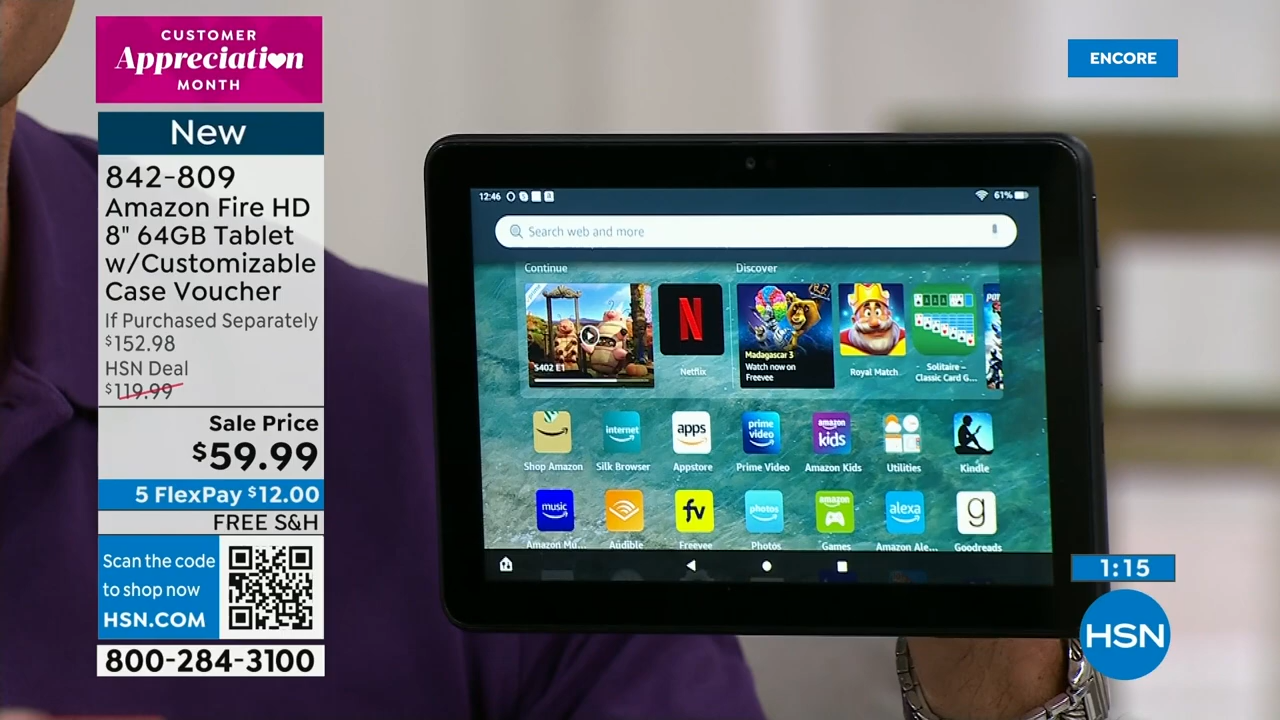 CUSTOMER
Appreciation
MONTH
ENCORE
New
842-809
Amazon Fire HD
8" 64GB Tablet
w/Customizable
Case Voucher
If Purchased Separately
$152.98
HSN Deal
$119.99
Sale Price
$59.99
5 FlexPay $12.00
FREE S&H
Scan the code
to shop now
HSN.COM
800-284-3100
12:46
61%
Search web and more
Continue
Discover
S402 E1
N
Netflix
Madagascar 3
Watch now on
Freevee
Royal Match
Solitaire –
Classic Card G...
internet
apps
prime
video
amazon
kids
Shop Amazon
Silk Browser
Appstore
Prime Video
Amazon Kids
Utilities
Kindle
music
fv
photos
amazon
alexa
g
Amazon Mu...
Audible
Freevee
Photos
Games
Amazon Ale...
Goodreads
1:15
HSN